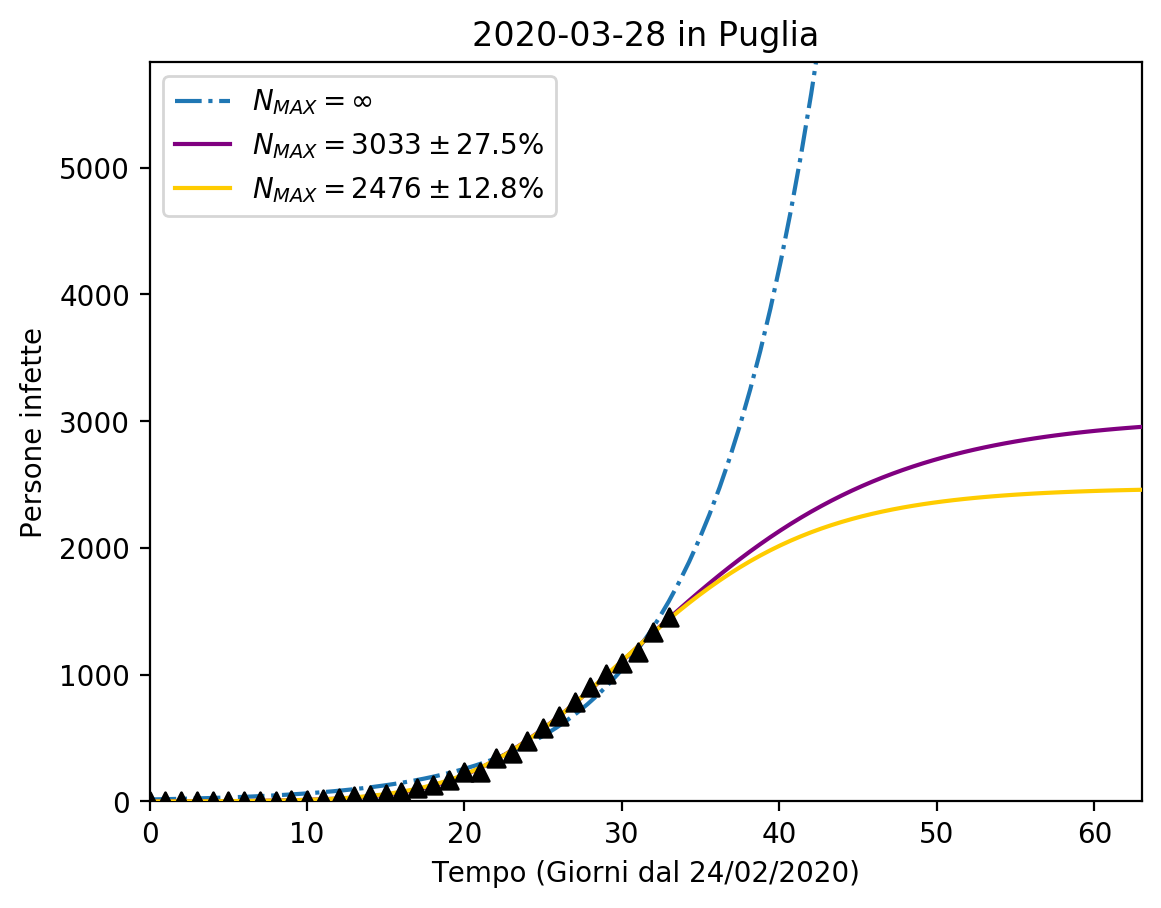 2020-03-28 in Puglia
N_MAX = ∞
N_MAX = 3033 ± 27.5%
N_MAX = 2476 ± 12.8%
Persone infette
5000
4000
3000
2000
1000
0
0 10 20 30 40 50 60
Tempo (Giorni dal 24/02/2020)